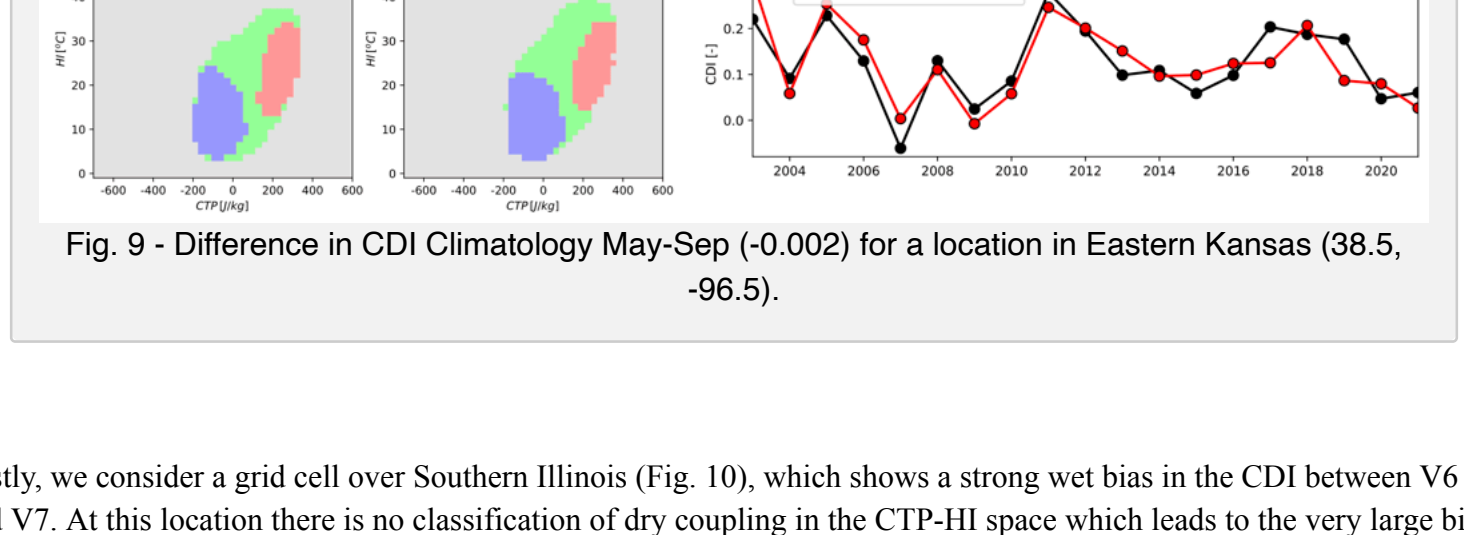 HI [°C]
30
20
10
0
-600 -400 -200 0 200 400 600
CTP [J/kg]
HI [°C]
30
20
10
0
-600 -400 -200 0 200 400 600
CTP [J/kg]
CDI [-]
0.2
0.1
0.0
2004 2006 2008 2010 2012 2014 2016 2018 2020
Fig. 9 - Difference in CDI Climatology May-Sep (-0.002) for a location in Eastern Kansas (38.5,
-96.5).
we consider a grid cell over Southern Illinois (Fig. 10), which shows a strong wet bias in the CDI between V6
V7. At this location there is no classification of dry coupling in the CTP-HI space which leads to the very large